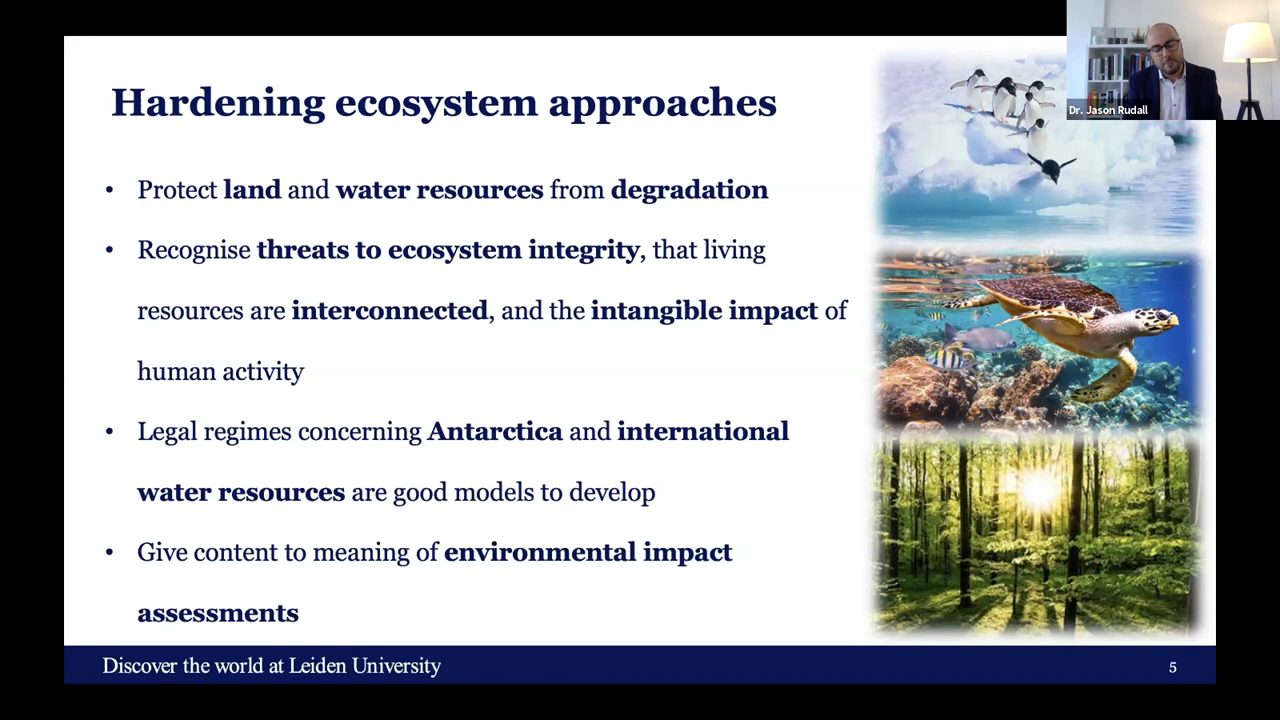 Dr. Jason Rudall
Hardening ecosystem approaches
• Protect land and water resources from degradation
• Recognise threats to ecosystem integrity, that living
resources are interconnected, and the intangible impact of
human activity
• Legal regimes concerning Antarctica and international
water resources are good models to develop
• Give content to meaning of environmental impact
assessments
Discover the world at Leiden University
5